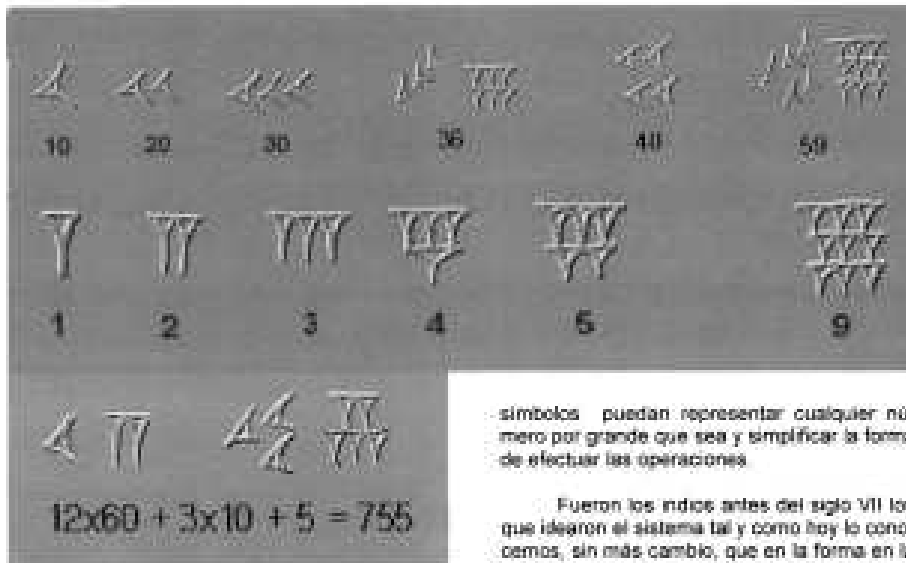 10 20 30 36 40 59
1 2 3 4 5 9
12x60 + 3x10 + 5 = 755
símbolos puedan representar cualquier nú
mero por grande que sea y simplificar la forma
de efectuar las operaciones
Fueron los indios antes del siglo VII lo
que idearon el sistema tal y como hoy lo cono
cemos, sin más cambio, que en la forma en l